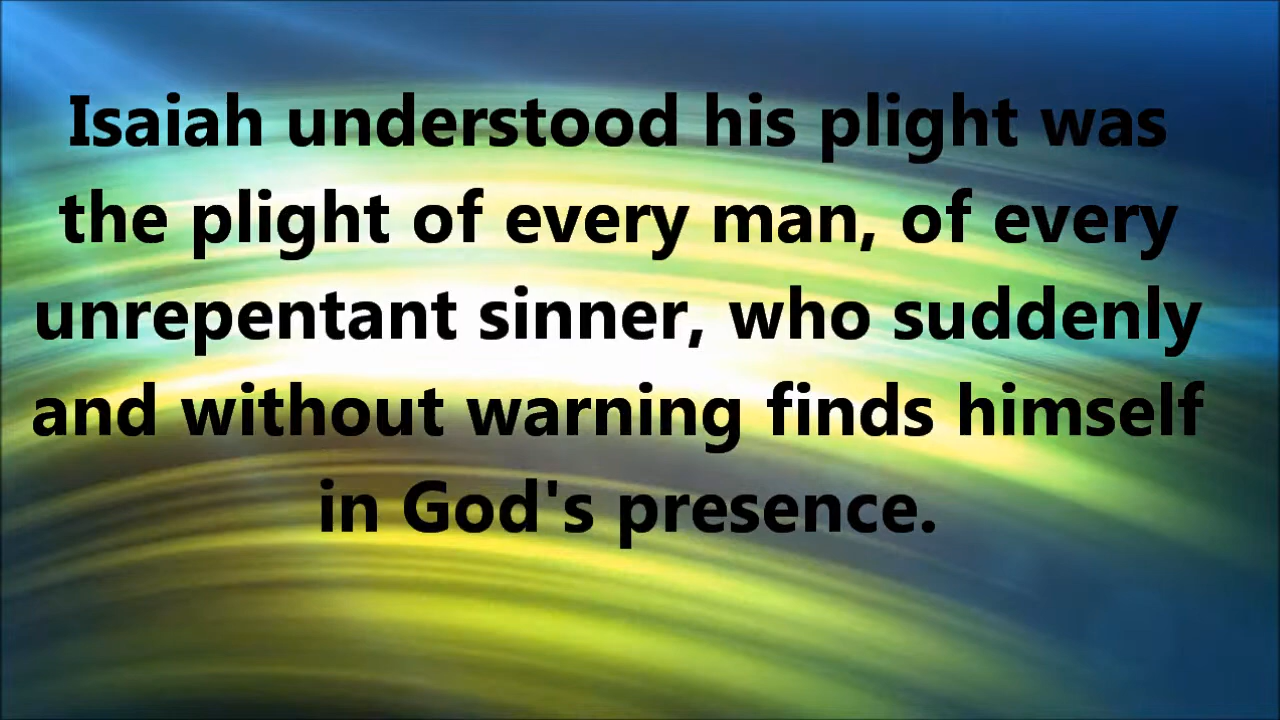 Isaiah understood his plight was
the plight of every man, of every
unrepentant sinner, who suddenly
and without warning finds himself
in God's presence.